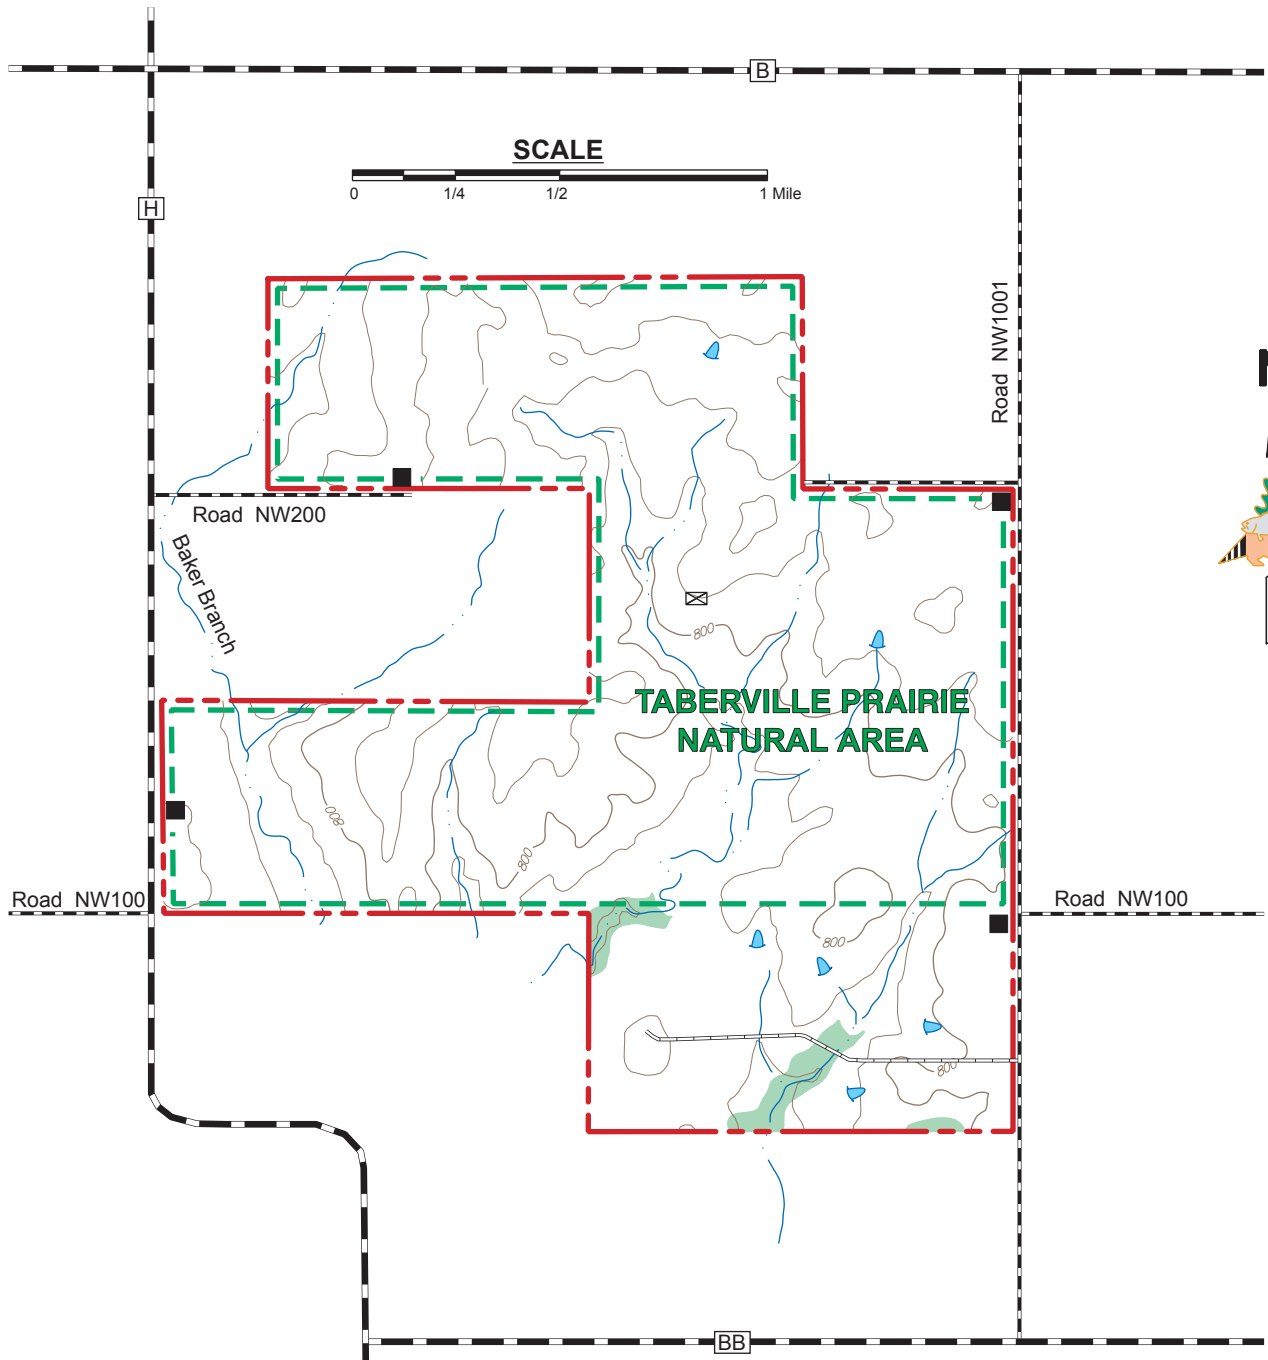 B
SCALE
0 1/4 1/2 1 Mile
H
Road NW1001
Road NW200
Baker Branch
800
TABERVILLE PRAIRIE
NATURAL AREA
800
800
Road NW100
Road NW100
800
800
BB